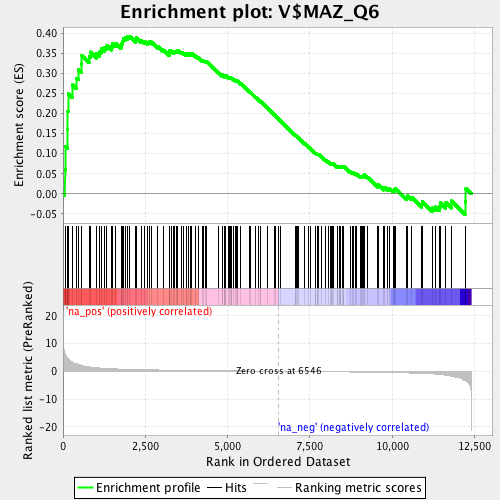 Enrichment plot: V$MAZ_Q6
Enrichment score (ES)
0.40
0.35
0.30
0.25
0.20
0.15
0.10
0.05
0.00
-0.05
'na_pos' (positively correlated)
Ranked list metric (PreRanked)
20
10
0
-10
-20
Zero cross at 6546
'na_neg' (negatively correlated)
0
2,500
5,000
7,500
10,000
12,500
Rank in Ordered Dataset
Enrichment profile
Hits
Ranking metric scores